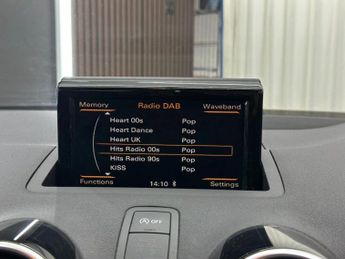 Memory Radio DAB Waveband
Heart 00s Pop
Heart Dance Pop
Heart UK Pop
Hits Radio 00s Pop
Hits Radio 90s Pop
KISS Pop
Functions 14:10 Settings
OFF